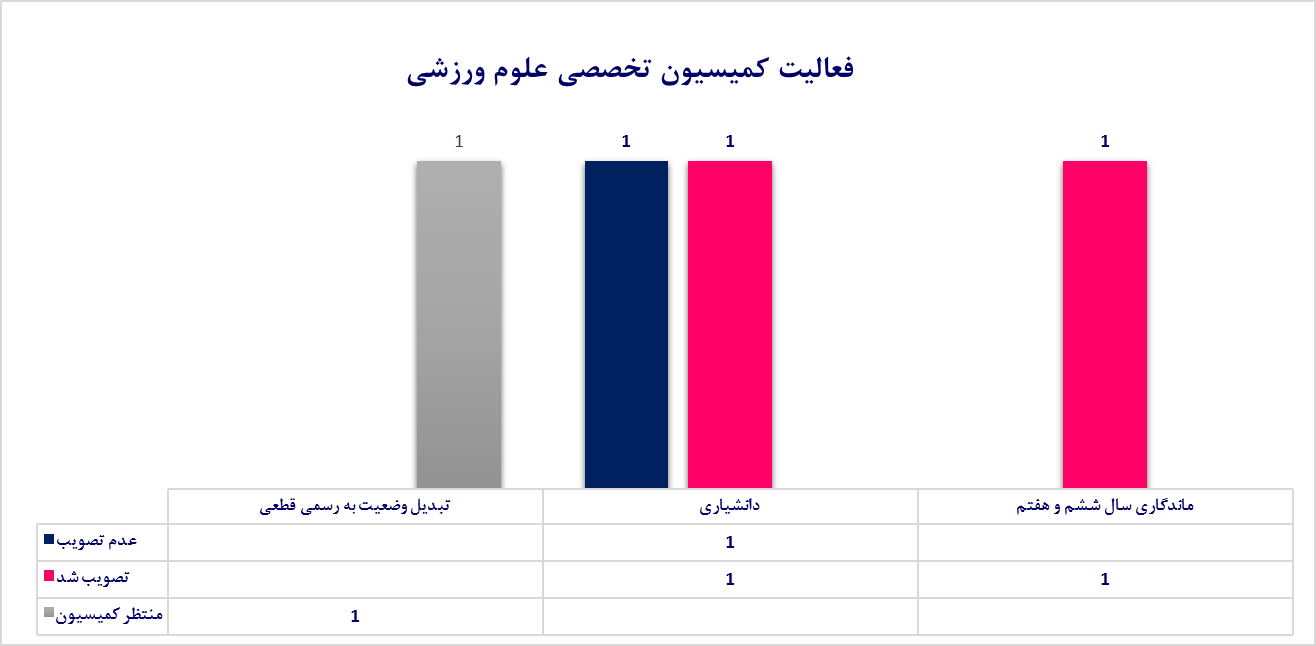 فعالیت کمیسیون تخصصی علوم ورزشی
1 1 1 1
تبدیل وضعیت به رسمی قطعی دانشیاری ماندگاری سال ششم و هفتم
عدم تصویب 1
تصویب شد 1 1
منتظر کمیسیون 1